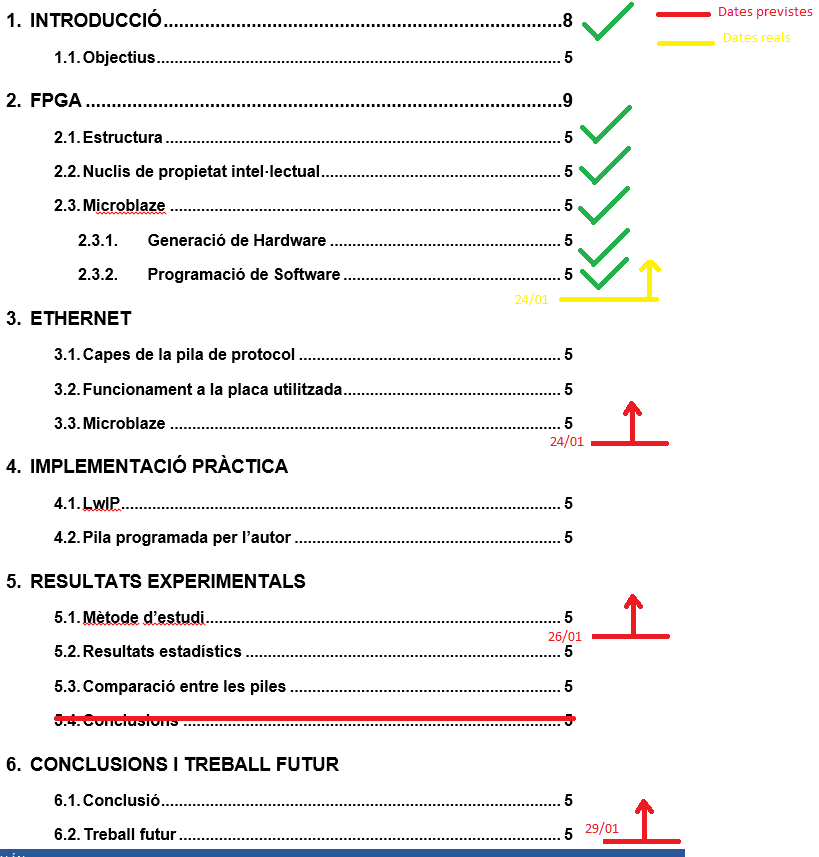 1. INTRODUCCIÓ 8
Dates previstes
Dates reals
1.1. Objectius 5
2. FPGA 9
2.1. Estructura 5
2.2. Nuclis de propietat intel·lectual 5
2.3. Microblaze 5
2.3.1. Generació de Hardware 5
2.3.2. Programació de Software 5
24/01
3. ETHERNET
3.1. Capes de la pila de protocol 5
3.2. Funcionament a la placa utilitzada 5
3.3. Microblaze 5
24/01
4. IMPLEMENTACIÓ PRÀCTICA
4.1. LwIP 5
4.2. Pila programada per l'autor 5
5. RESULTATS EXPERIMENTALS
5.1. Mètode d'estudi 5
26/01
5.2. Resultats estadístics 5
5.3. Comparació entre les piles 5
5.4. Conclusions 5
6. CONCLUSIONS I TREBALL FUTUR
6.1. Conclusió 5
6.2. Treball futur 5
29/01